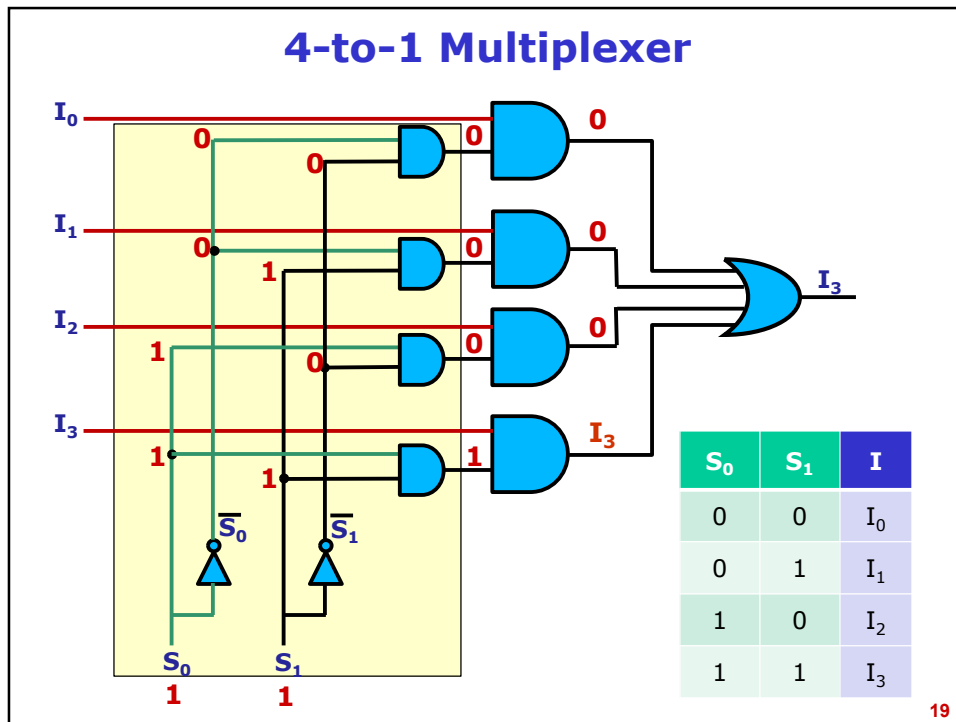 4-to-1 Multiplexer
I₀
0
0
0
0
I₁
0
0
0
1
I₃
I₂
0
0
1
0
I₃
I₃
1
1
1
S̅₀
S̅₁
S₀ S₁ I
0 0 I₀
0 1 I₁
1 0 I₂
1 1 I₃
S₀
S₁
1
1
19